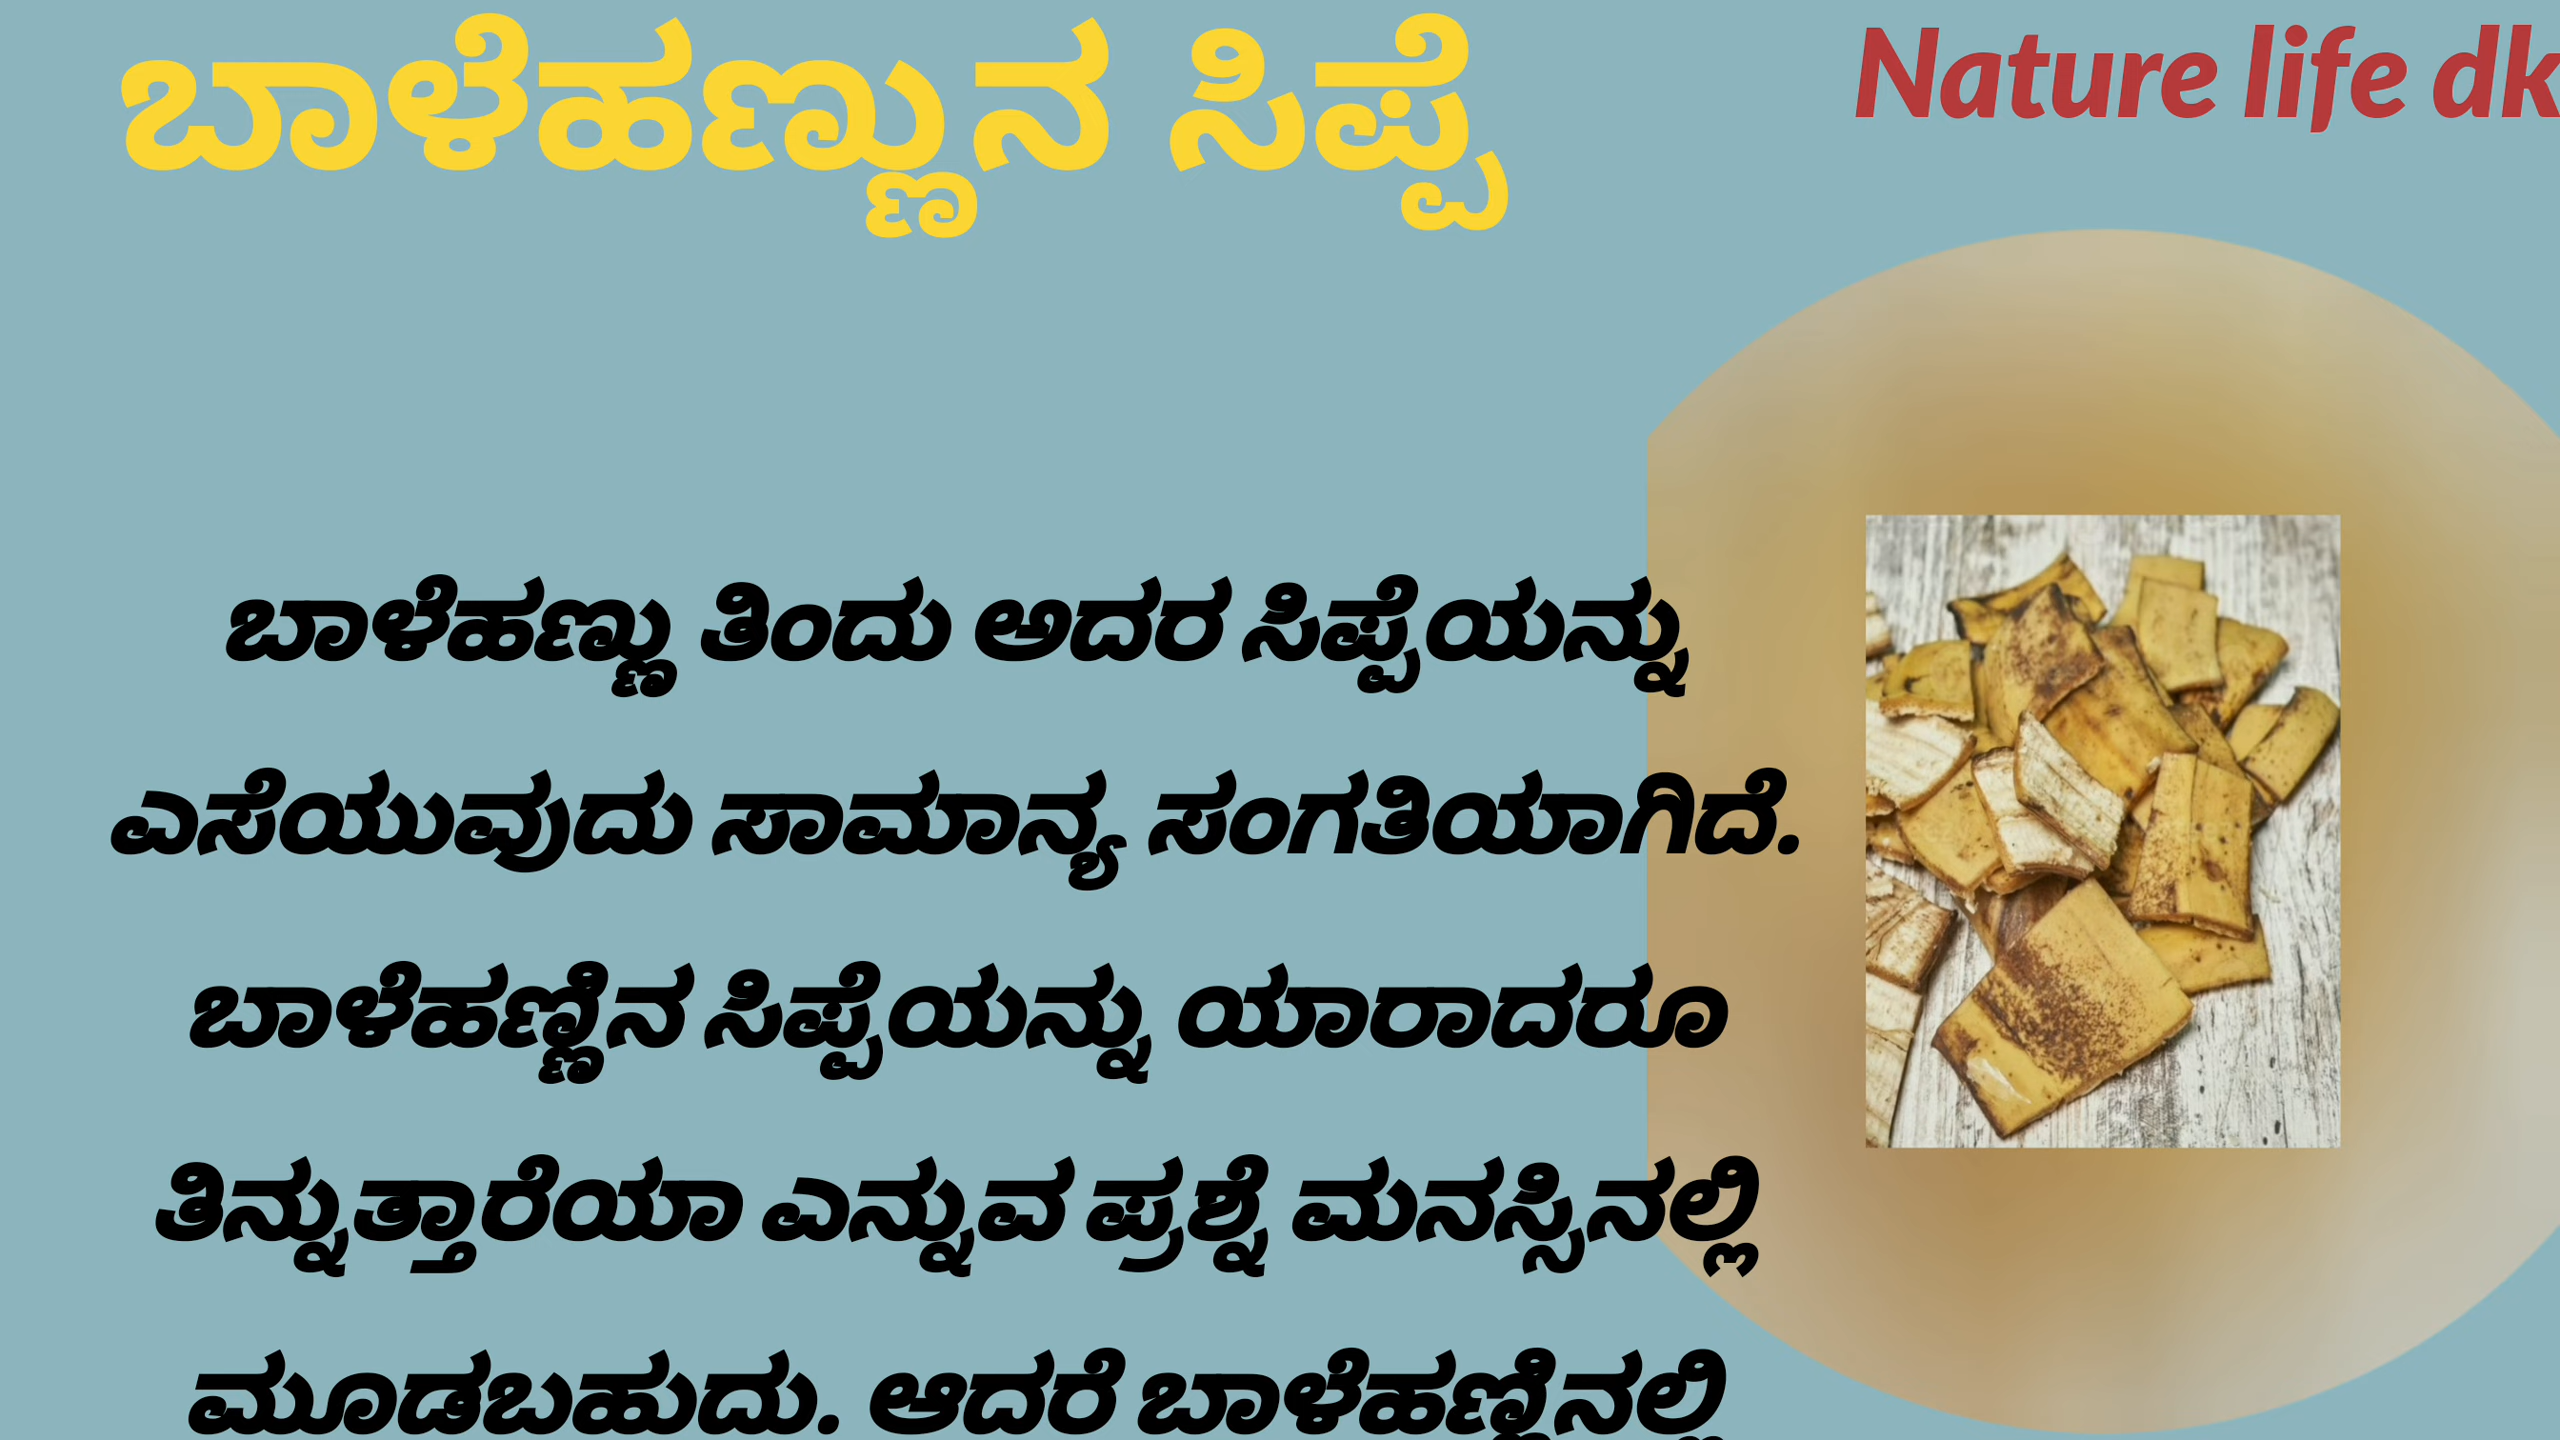 ಬಾಳೆಹಣ್ಣುನ ಸಿಪ್ಪೆ
Nature life dk
ಬಾಳೆಹಣ್ಣು ತಿಂದು ಅದರ ಸಿಪ್ಪೆಯನ್ನು
ಎಸೆಯುವುದು ಸಾಮಾನ್ಯ ಸಂಗತಿಯಾಗಿದೆ.
ಬಾಳೆಹಣ್ಣಿನ ಸಿಪ್ಪೆಯನ್ನು ಯಾರಾದರೂ
ತಿನ್ನುತ್ತಾರೆಯಾ ಎನ್ನುವ ಪ್ರಶ್ನೆ ಮನಸ್ಸಿನಲ್ಲಿ
ಮೂಡಬಹುದು. ಆದರೆ ಬಾಳೆಹಣ್ಣಿನಲ್ಲಿ